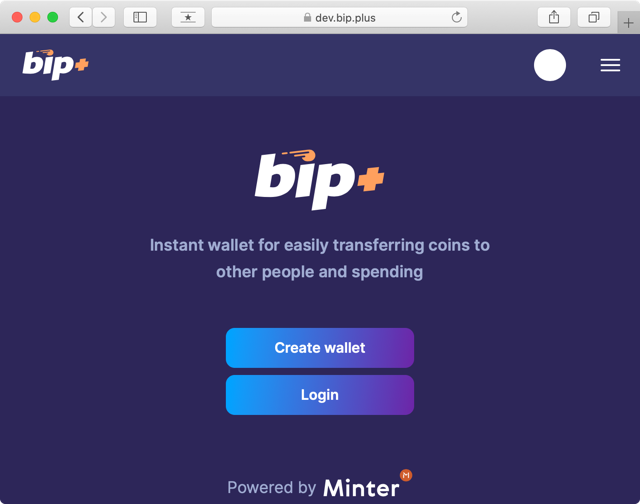 dev.bip.plus
bip+
bip+
Instant wallet for easily transferring coins to
other people and spending
Create wallet
Login
Powered by Minter M